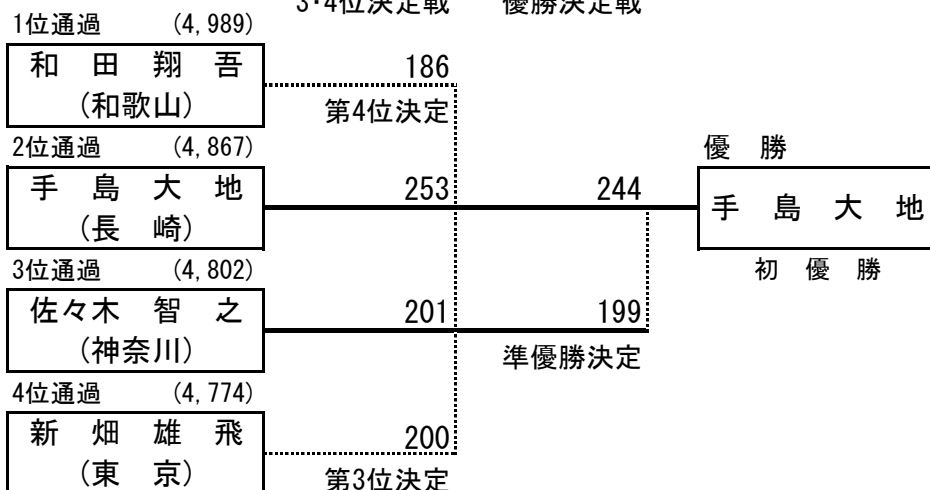 3・4位決定戦 優勝決定戦
1位通過 (4,989)
和田翔吾 186
(和歌山) 第4位決定
2位通過 (4,867) 優勝
手島大地 253 244 手島大地
(長崎)
3位通過 (4,802) 初優勝
佐々木智之 201 199
(神奈川) 準優勝決定
4位通過 (4,774)
新畑雄飛 200
(東京) 第3位決定